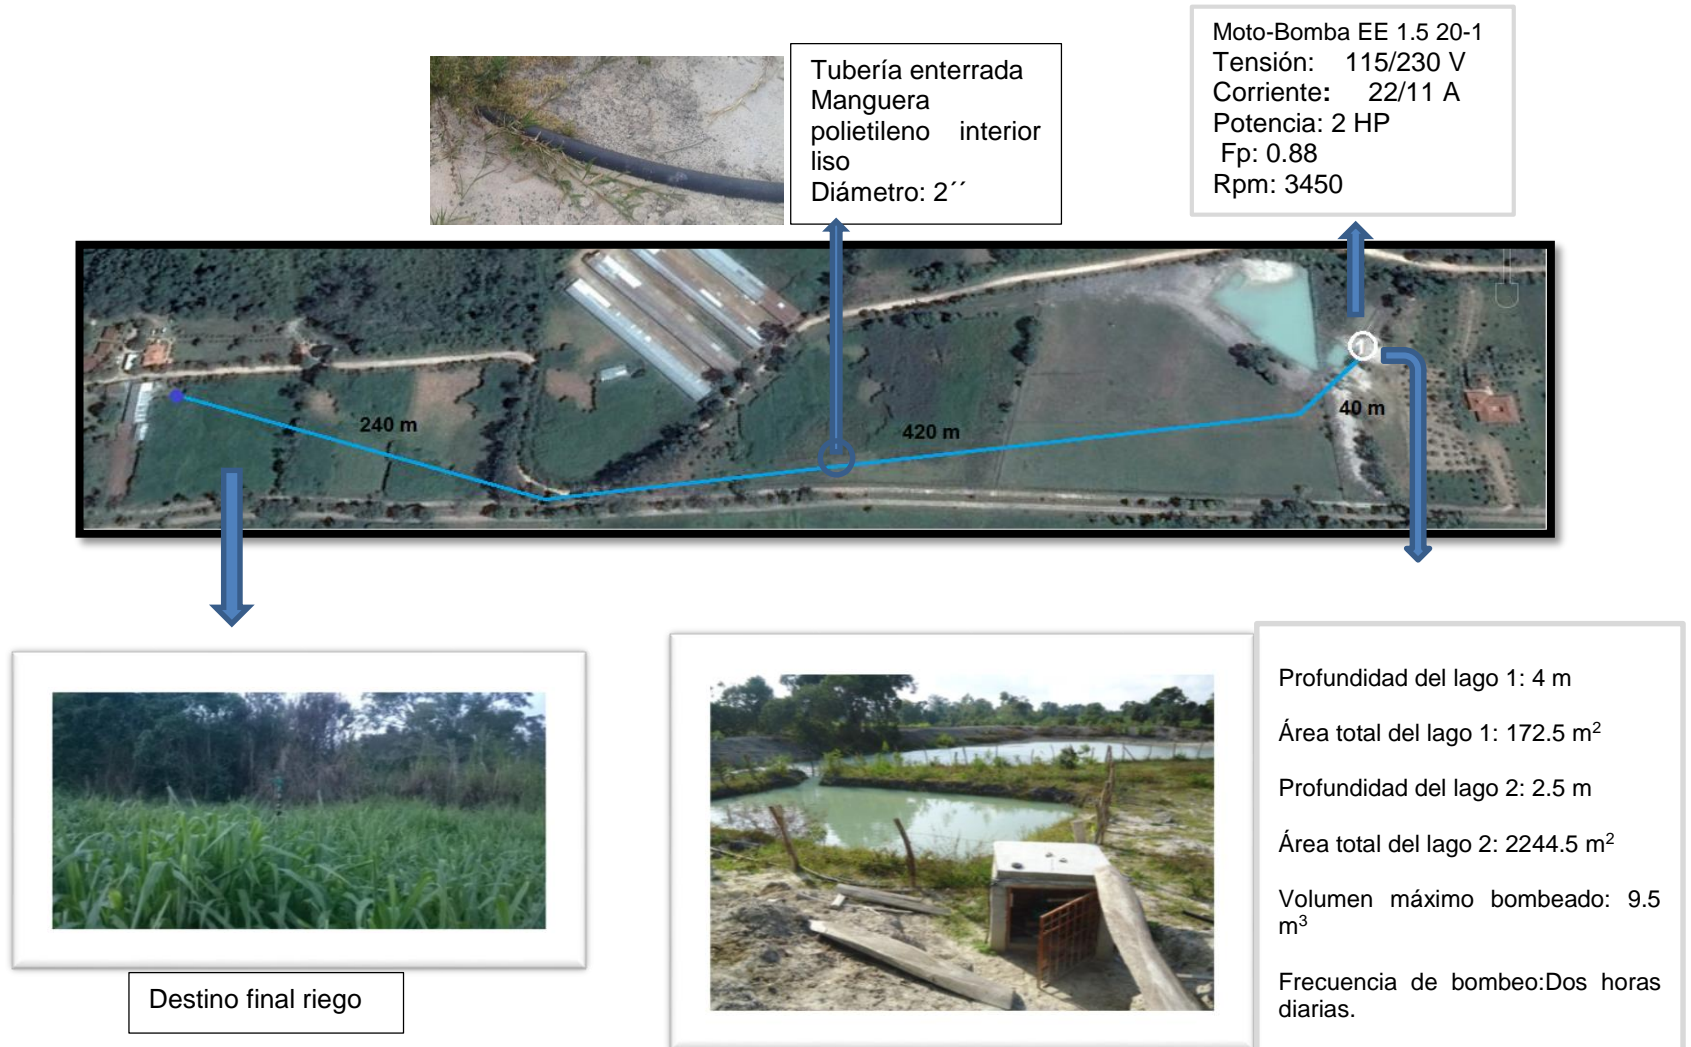 Moto-Bomba EE 1.5 20-1
Tensión: 115/230 V
Corriente: 22/11 A
Potencia: 2 HP
Fp: 0.88
Rpm: 3450
Tubería enterrada
Manguera
polietileno interior
liso
Diámetro: 2´´
1
240 m
420 m
40 m
Profundidad del lago 1: 4 m
Área total del lago 1: 172.5 m²
Profundidad del lago 2: 2.5 m
Área total del lago 2: 2244.5 m²
Volumen máximo bombeado: 9.5
m³
Frecuencia de bombeo:Dos horas
diarias.
Destino final riego